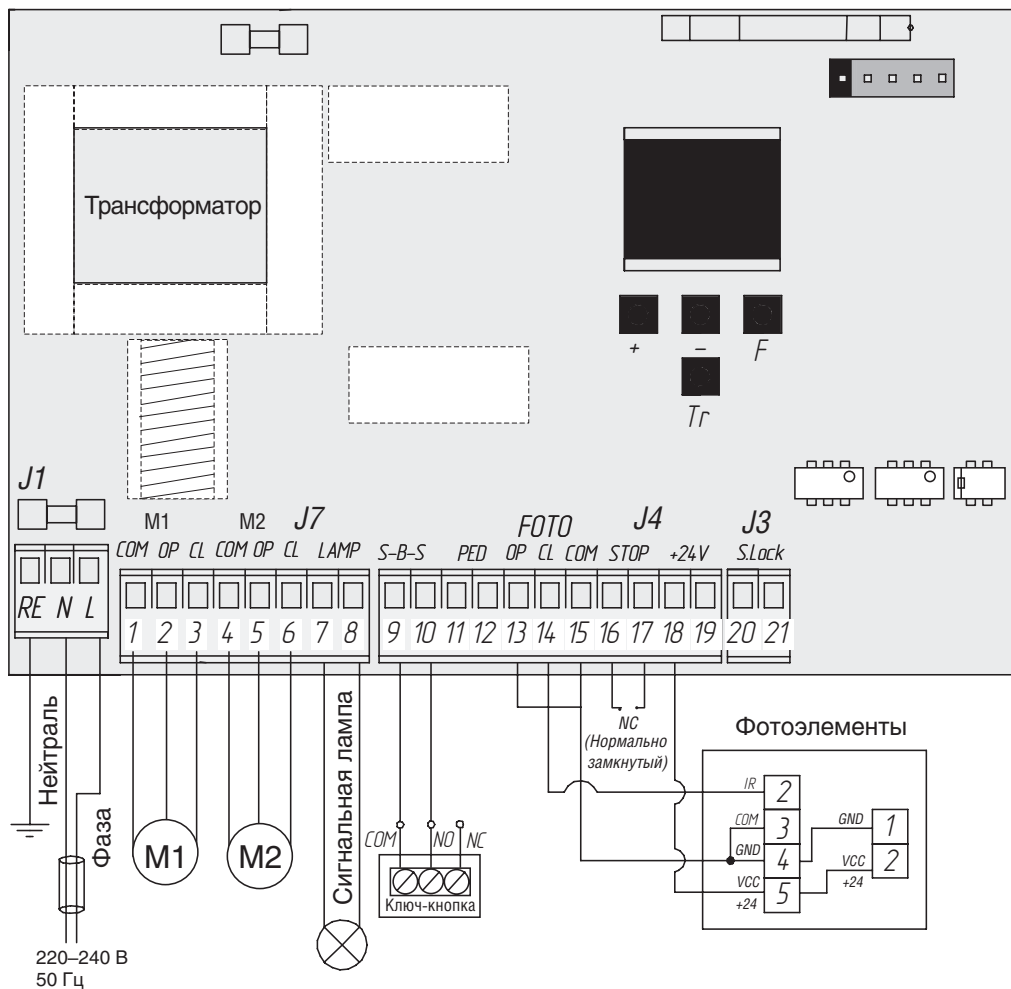 Трансформатор
+ − F
Tr
J1
M1 M2 J7 FOTO J4 J3
COM OP CL COM OP CL LAMP S-B-S PED OP CL COM STOP +24V S.Lock
RE N L
1 2 3 4 5 6 7 8 9 10 11 12 13 14 15 16 17 18 19 20 21
Нейтраль
Фаза
220–240 В
50 Гц
M1
M2
Сигнальная лампа
COM NO NC
Ключ-кнопка
NC
(Нормально
замкнутый)
Фотоэлементы
IR 2
COM 3 GND 1
GND 4 VCC 2
VCC 5 +24
+24